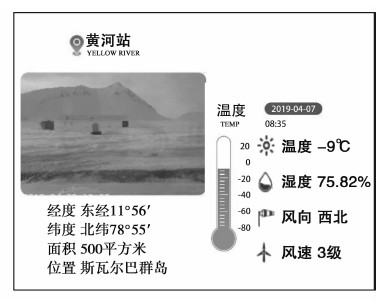 黄河站
YELLOW RIVER
温度
TEMP
2019-04-07
08:35
20
0
-20
-40
-60
-80
温度 -9℃
湿度 75.82%
风向 西北
风速 3级
经度 东经11°56′
纬度 北纬78°55′
面积 500平方米
位置 斯瓦尔巴群岛